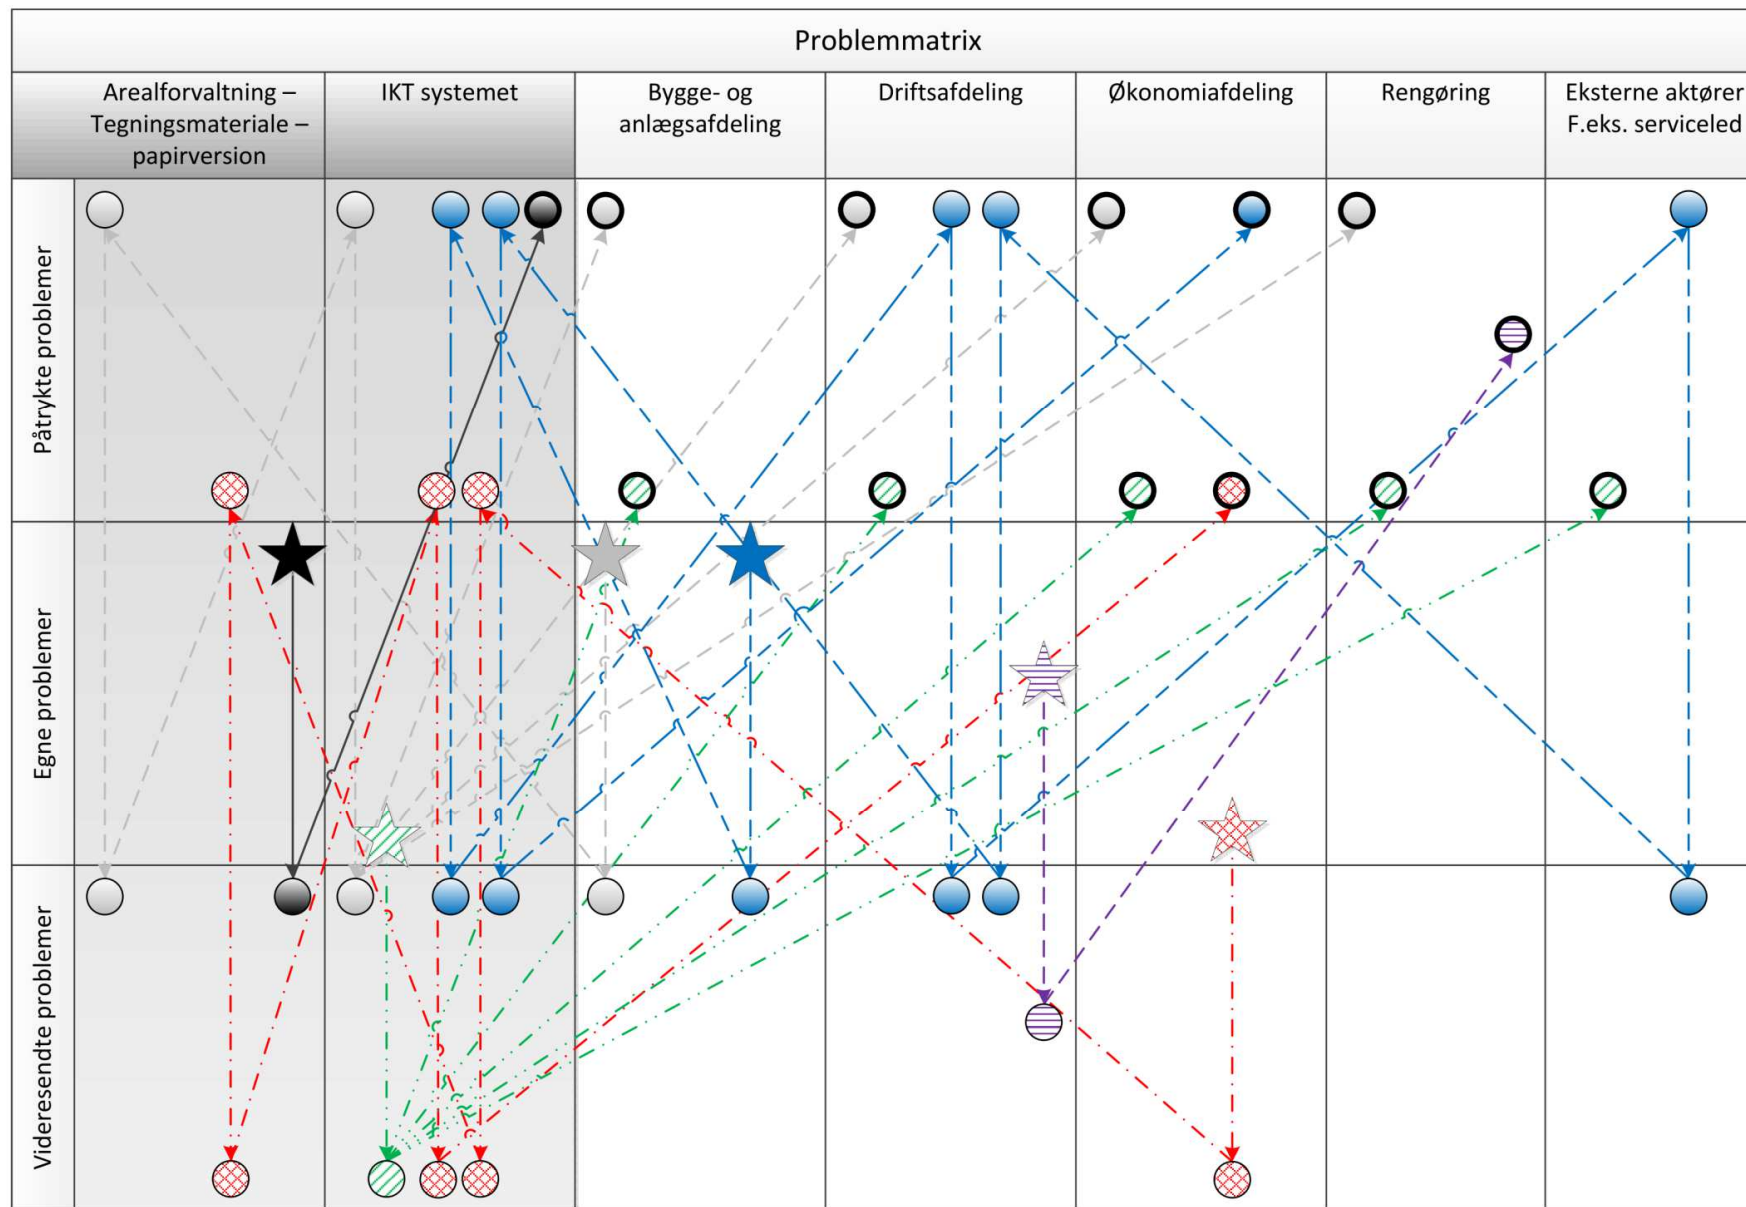 Problemmatrix
Arealforvaltning –
Tegningsmateriale –
papirversion
IKT systemet
Bygge- og
anlægsafdeling
Driftsafdeling
Økonomiafdeling
Rengøring
Eksterne aktører
F.eks. serviceled
Påtrykte problemer
Egne problemer
Videresendte problemer